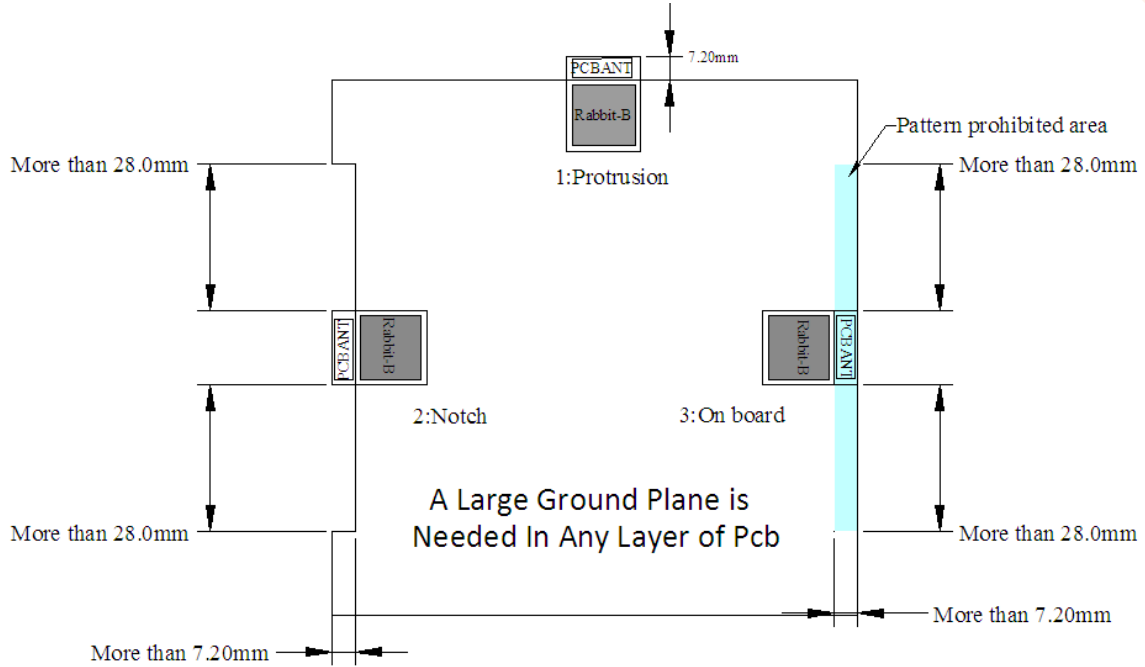 7.20mm
PCBANT
Rabbit-B
Pattern prohibited area
More than 28.0mm
More than 28.0mm
1:Protrusion
PCBANT
Rabbit-B
Rabbit-B
PCB ANT
2:Notch
3:On board
A Large Ground Plane is
Needed In Any Layer of Pcb
More than 28.0mm
More than 28.0mm
More than 7.20mm
More than 7.20mm